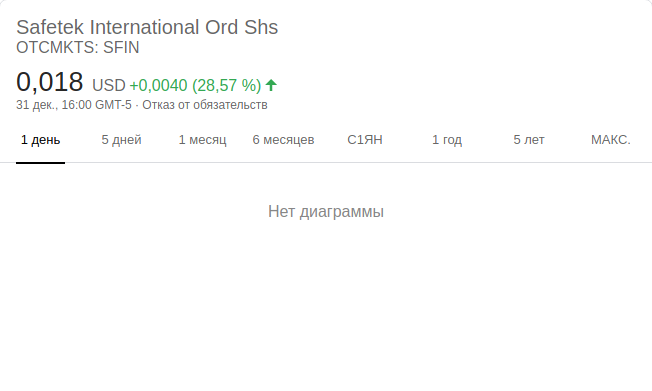 Safetek International Ord Shs
OTCMKTS: SFIN
0,018 USD +0,0040 (28,57 %)
31 дек., 16:00 GMT-5 · Отказ от обязательств
1 день 5 дней 1 месяц 6 месяцев С1ЯН 1 год 5 лет МАКС.
Нет диаграммы